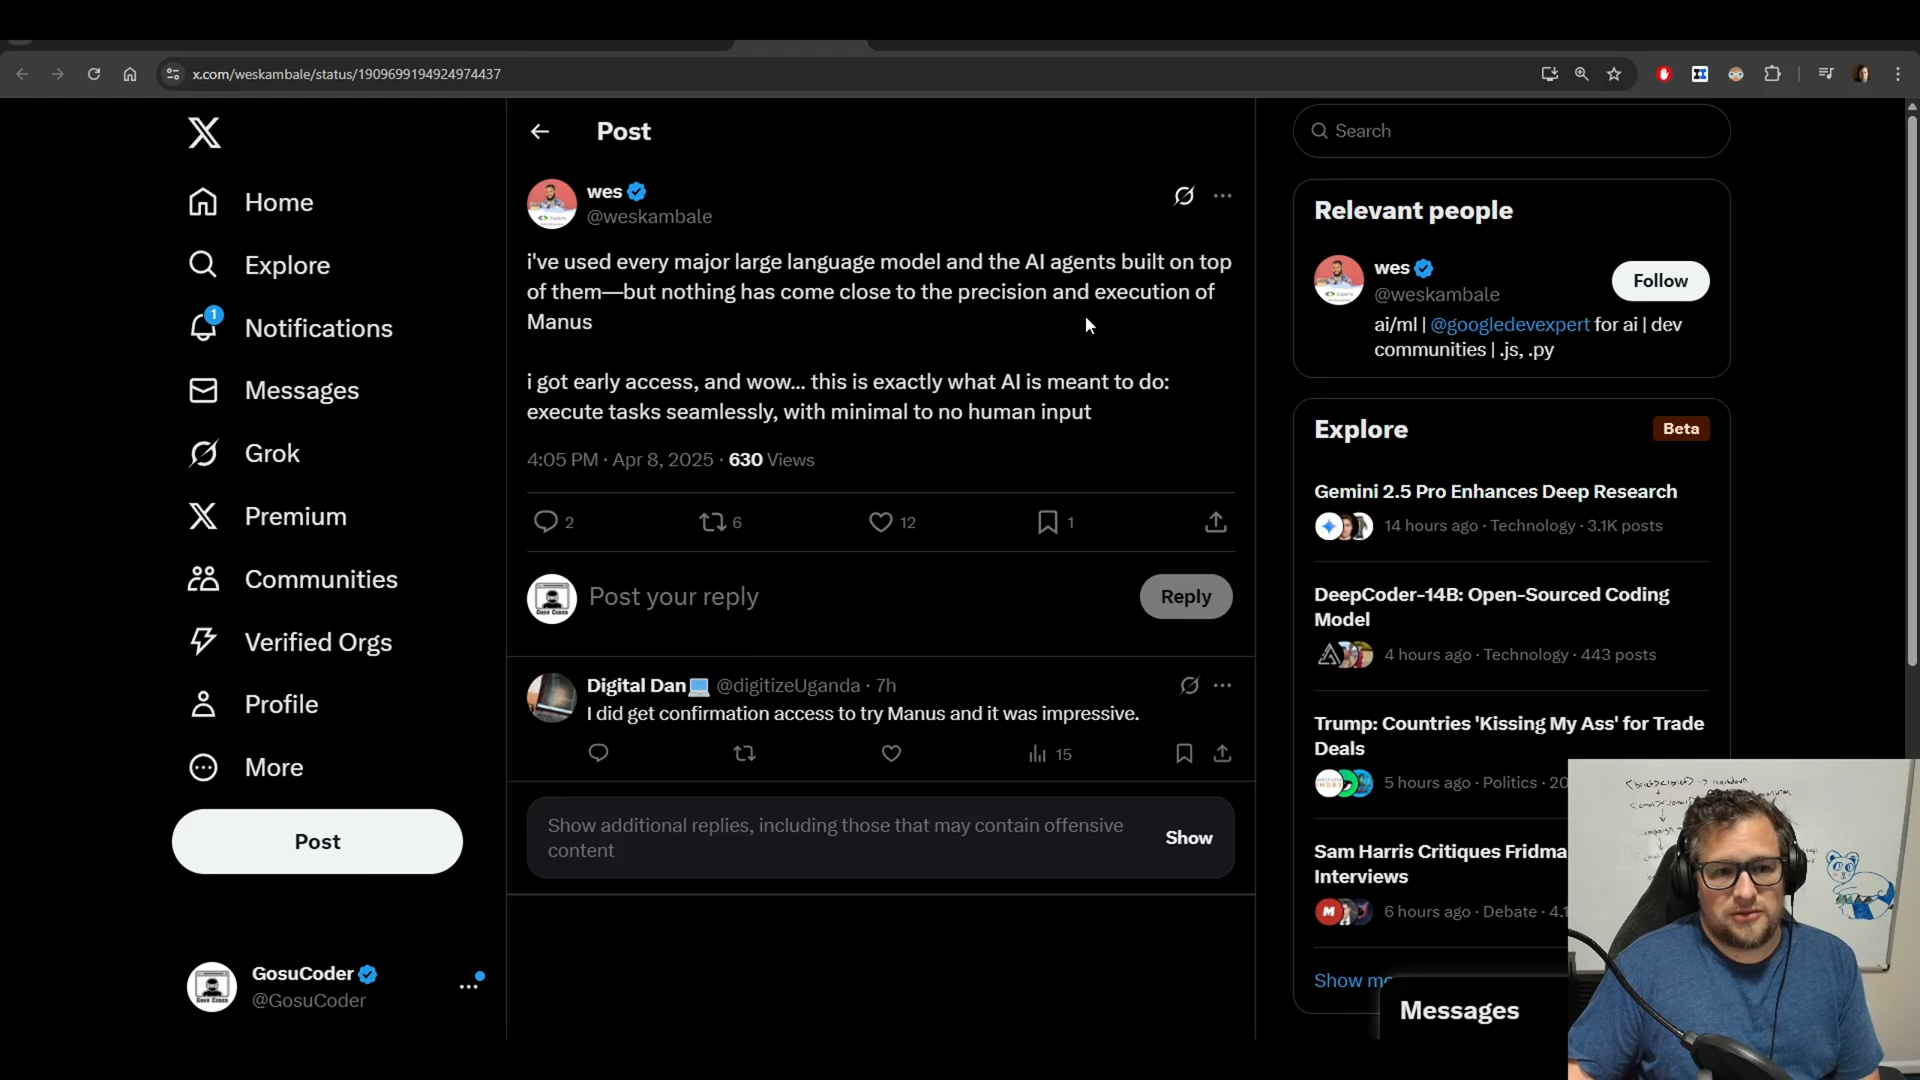 x.com/weskambale/status/1909699194924974437
Home
Explore
1
Notifications
Messages
Grok
Premium
Communities
Verified Orgs
Profile
More
Post
GosuCoder
@GosuCoder
Post
wes
@weskambale
i've used every major large language model and the AI agents built on top
of them—but nothing has come close to the precision and execution of
Manus
i got early access, and wow... this is exactly what AI is meant to do:
execute tasks seamlessly, with minimal to no human input
4:05 PM · Apr 8, 2025 · 630 Views
2 6 12 1
Post your reply
Reply
Digital Dan @digitizeUganda · 7h
I did get confirmation access to try Manus and it was impressive.
15
Show additional replies, including those that may contain offensive
content
Show
Search
Relevant people
wes
@weskambale
Follow
ai/ml | @googledevexpert for ai | dev
communities | .js, .py
Explore
Beta
Gemini 2.5 Pro Enhances Deep Research
14 hours ago · Technology · 3.1K posts
DeepCoder-14B: Open-Sourced Coding
Model
4 hours ago · Technology · 443 posts
Trump: Countries 'Kissing My Ass' for Trade
Deals
5 hours ago · Politics · 20
Sam Harris Critiques Fridma
Interviews
6 hours ago · Debate · 4.1
Show mo
Messages